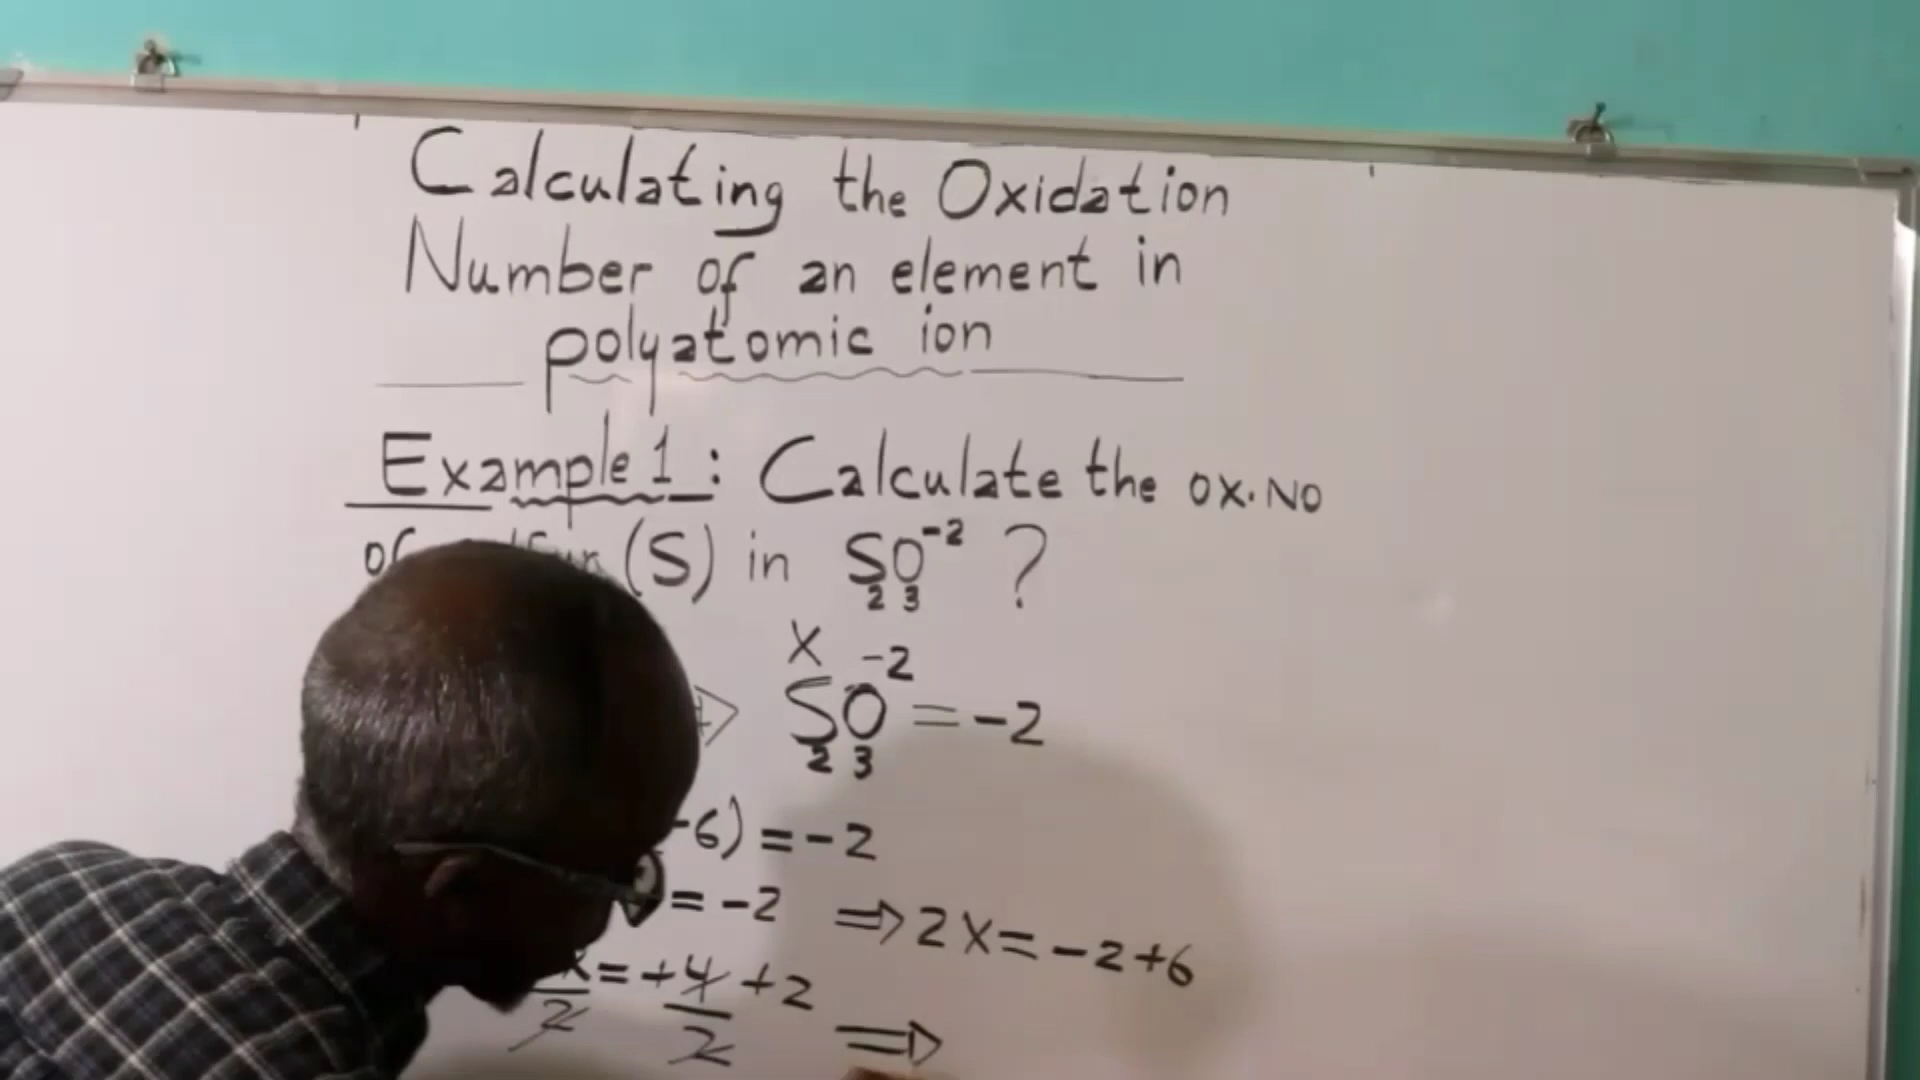 Calculating the Oxidation
Number of an element in
polyatomic ion
Example 1 : Calculate the OX. NO
of (S) in S₂O₃⁻² ?
X -2
S₂O₃ = -2
-6) = -2
= -2 ⇒ 2X = -2+6
x/2 = +4/2 +2 ⇒